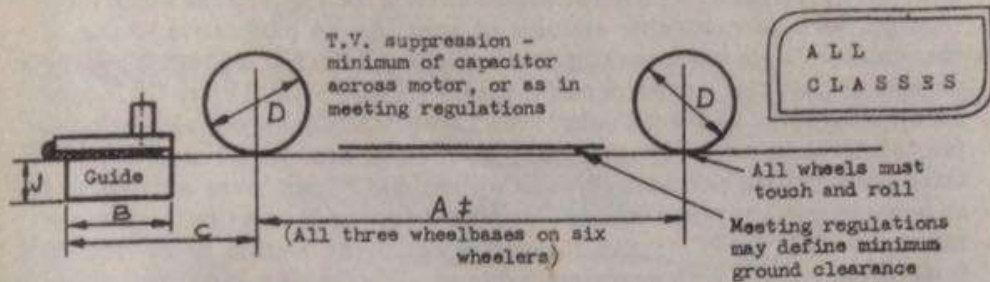 T.V. suppression -
minimum of capacitor
across motor, or as in
meeting regulations
ALL
CLASSES
D
D
J
Guide
B
C
A ‡
(All three wheelbases on six
wheelers)
All wheels must
touch and roll
Meeting regulations
may define minimum
ground clearance